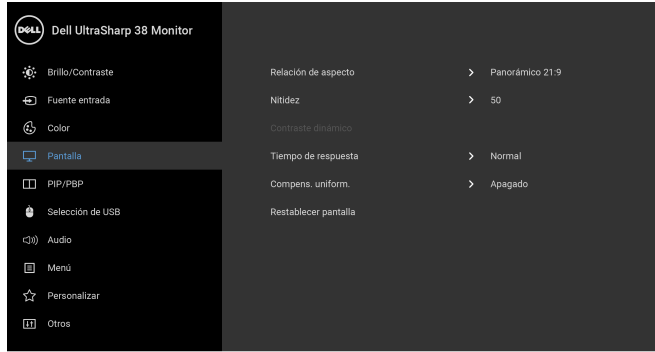 DELL Dell UltraSharp 38 Monitor
Brillo/Contraste
Relación de aspecto > Panorámico 21:9
Fuente entrada
Nitidez > 50
Color
Contraste dinámico
Pantalla
Tiempo de respuesta > Normal
PIP/PBP
Compens. uniform. > Apagado
Selección de USB
Restablecer pantalla
Audio
Menú
Personalizar
Otros